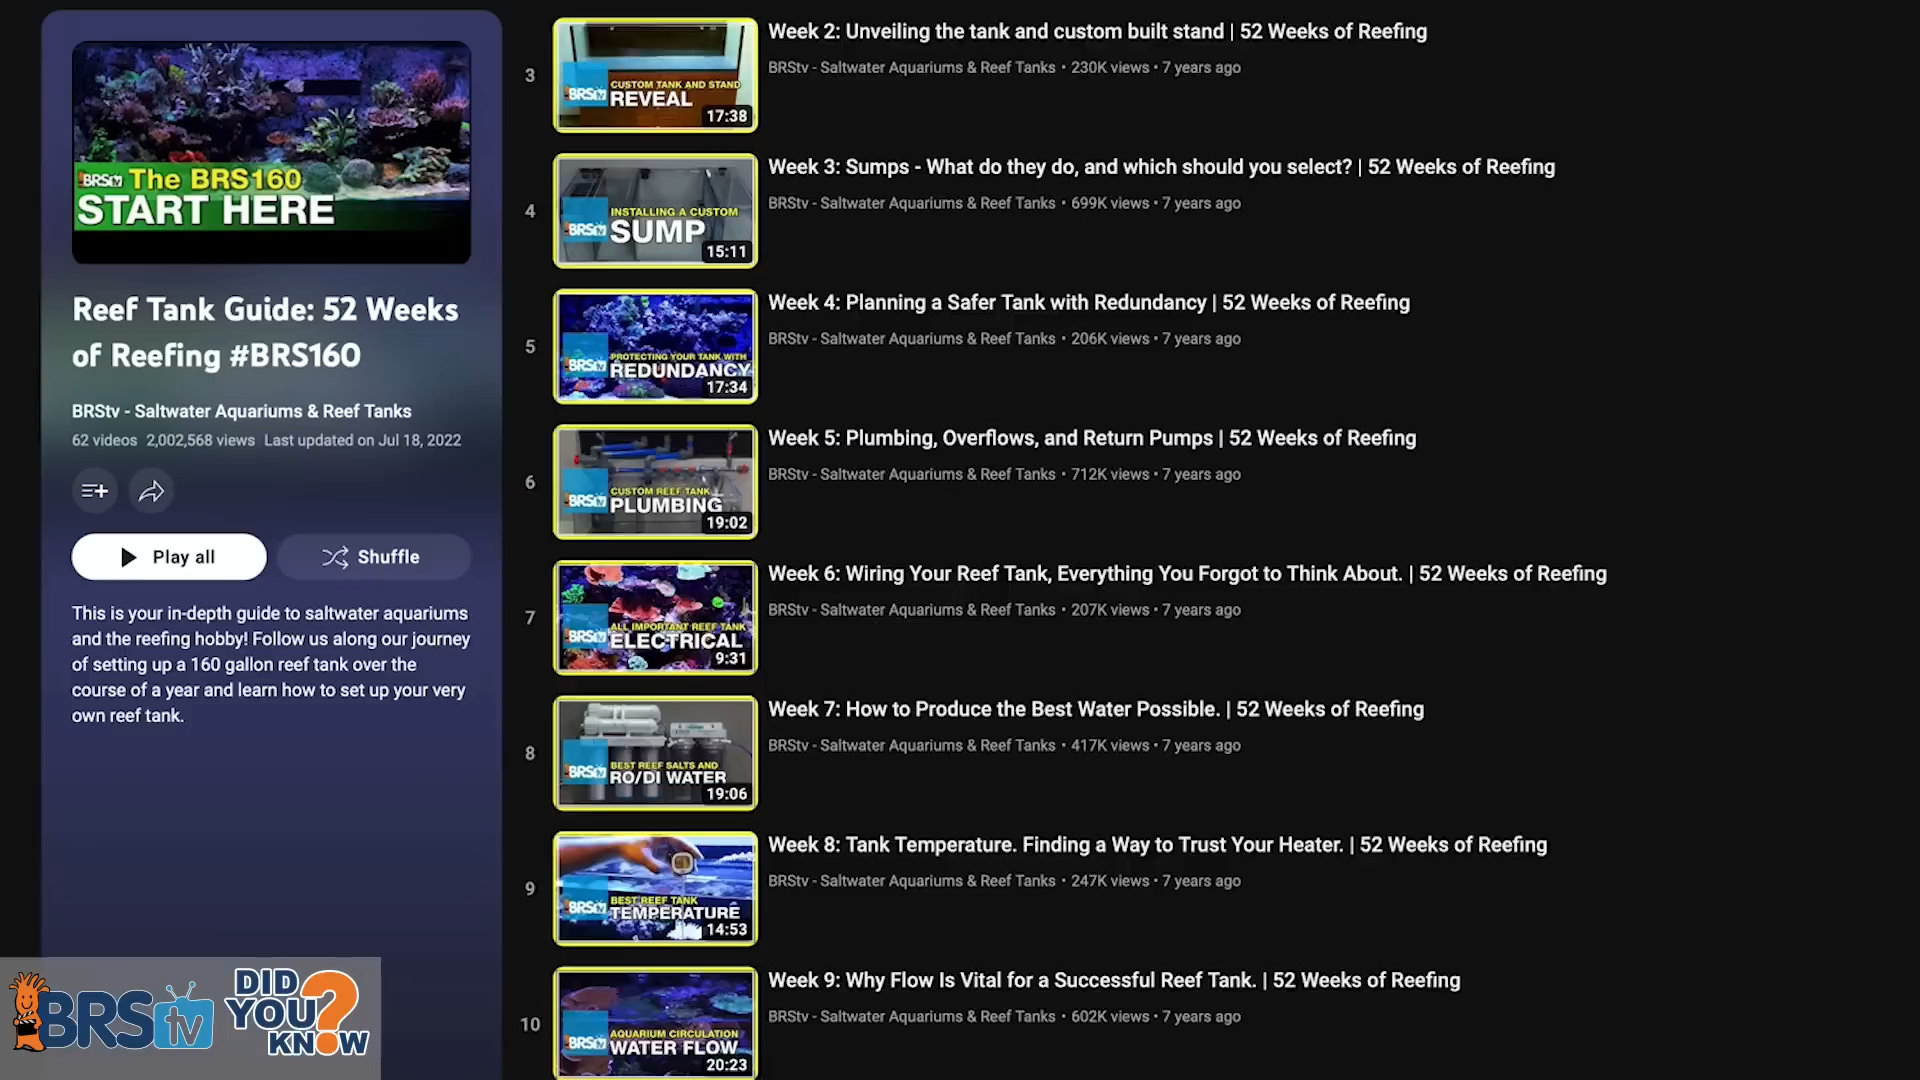 BRStv The BRS160
START HERE
Reef Tank Guide: 52 Weeks
of Reefing #BRS160
BRStv - Saltwater Aquariums & Reef Tanks
62 videos 2,002,568 views Last updated on Jul 18, 2022
Play all
Shuffle
This is your in-depth guide to saltwater aquariums
and the reefing hobby! Follow us along our journey
of setting up a 160 gallon reef tank over the
course of a year and learn how to set up your very
own reef tank.
3
CUSTOM TANK AND STAND
BRStv REVEAL
17:38
Week 2: Unveiling the tank and custom built stand | 52 Weeks of Reefing
BRStv - Saltwater Aquariums & Reef Tanks • 230K views • 7 years ago
4
INSTALLING A CUSTOM
BRStv SUMP
15:11
Week 3: Sumps - What do they do, and which should you select? | 52 Weeks of Reefing
BRStv - Saltwater Aquariums & Reef Tanks • 699K views • 7 years ago
5
PROTECTING YOUR TANK WITH
BRStv REDUNDANCY
17:34
Week 4: Planning a Safer Tank with Redundancy | 52 Weeks of Reefing
BRStv - Saltwater Aquariums & Reef Tanks • 206K views • 7 years ago
6
CUSTOM REEF TANK
BRStv PLUMBING
19:02
Week 5: Plumbing, Overflows, and Return Pumps | 52 Weeks of Reefing
BRStv - Saltwater Aquariums & Reef Tanks • 712K views • 7 years ago
7
ALL IMPORTANT REEF TANK
BRStv ELECTRICAL
9:31
Week 6: Wiring Your Reef Tank, Everything You Forgot to Think About. | 52 Weeks of Reefing
BRStv - Saltwater Aquariums & Reef Tanks • 207K views • 7 years ago
8
BEST REEF SALTS AND
BRStv RO/DI WATER
19:06
Week 7: How to Produce the Best Water Possible. | 52 Weeks of Reefing
BRStv - Saltwater Aquariums & Reef Tanks • 417K views • 7 years ago
9
BEST REEF TANK
BRStv TEMPERATURE
14:53
Week 8: Tank Temperature. Finding a Way to Trust Your Heater. | 52 Weeks of Reefing
BRStv - Saltwater Aquariums & Reef Tanks • 247K views • 7 years ago
10
AQUARIUM CIRCULATION
BRStv WATER FLOW
20:23
Week 9: Why Flow Is Vital for a Successful Reef Tank. | 52 Weeks of Reefing
BRStv - Saltwater Aquariums & Reef Tanks • 602K views • 7 years ago
BRStv
DID
YOU?
KNOW